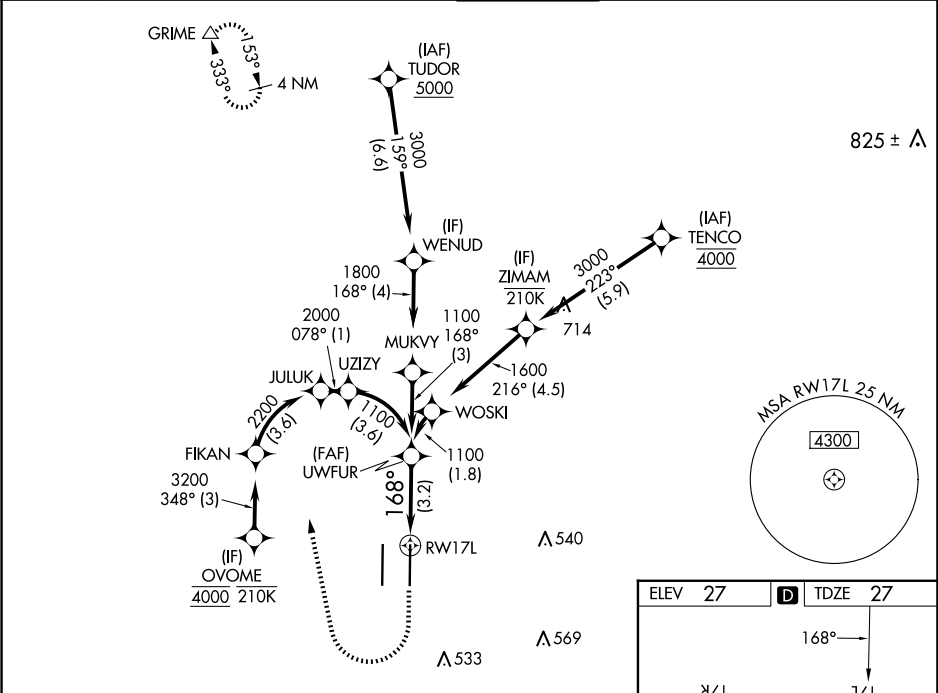 GRIME
153°
333°
4 NM
(IAF)
TUDOR
5000
825 ±
3000
159°
(6.6)
(IAF)
TENCO
4000
(IF)
WENUD
(IF)
ZIMAM
210K
3000
223°
(5.9)
714
1800
168° (4)
2000
078° (1)
1100
168°
(3)
MUKVY
1600
216° (4.5)
JULUK
UZIZY
WOSKI
2200
(3.6)
1100
(3.6)
1100
(1.8)
FIKAN
(FAF)
UWFUR
3200
348° (3)
168°
(3.2)
(IF)
OVOME
4000 210K
RW17L
540
569
533
MSA RW17L 25 NM
4300
ELEV 27
D
TDZE 27
168°